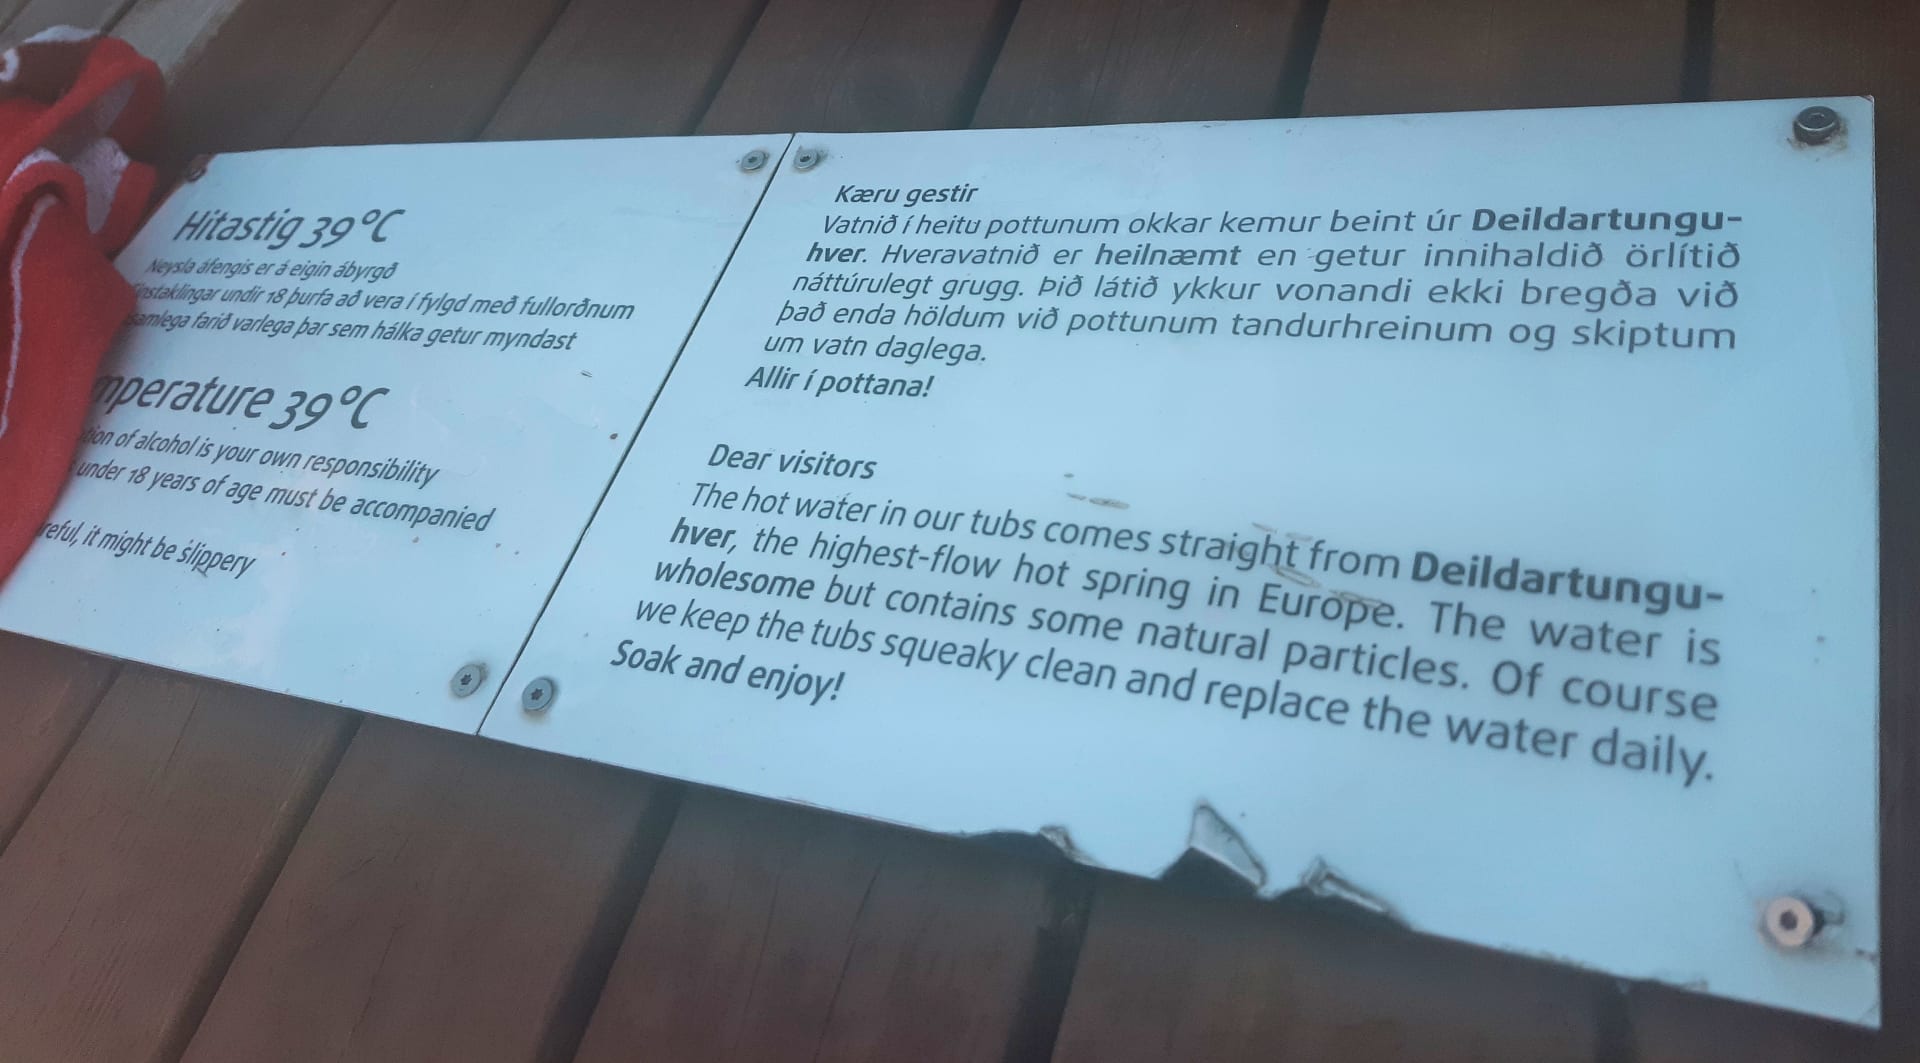 Hitastig 39°C
Neysla áfengis er á eigin ábyrgð
Einstaklingar undir 18 þurfa að vera í fylgd með fullorðnum
farið varlega þar sem hálka getur myndast
mperature 39°C
tion of alcohol is your own responsibility
under 18 years of age must be accompanied
reful, it might be slippery
Kæru gestir
Vatnið í heitu pottunum okkar kemur beint úr Deildartungu-
hver. Hveravatnið er heilnæmt en getur innihaldið örlítið
náttúrulegt grugg. Þið látið ykkur vonandi ekki bregða við
það enda höldum við pottunum tandurhreinum og skiptum
um vatn daglega.
Allir í pottana!
Dear visitors
The hot water in our tubs comes straight from Deildartungu-
hver, the highest-flow hot spring in Europe. The water is
wholesome but contains some natural particles. Of course
we keep the tubs squeaky clean and replace the water daily.
Soak and enjoy!